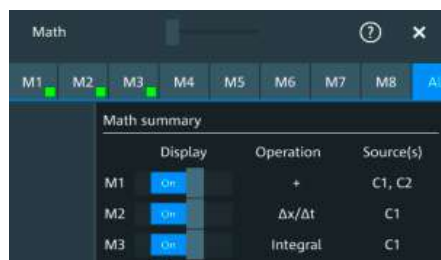 Math
M1 M2 M3 M4 M5 M6 M7 M8
Math summary
Display Operation Source(s)
M1 On + C1, C2
M2 On Δx/Δt C1
M3 On Integral C1